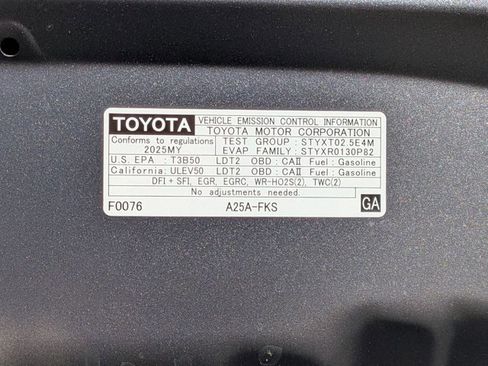 TOYOTA VEHICLE EMISSION CONTROL INFORMATION
TOYOTA MOTOR CORPORATION
Conforms to regulations TEST GROUP : STYXT02.5E4M
2025MY EVAP FAMILY : STYXR0130P82
U.S. EPA : T3B50 LDT2 OBD : CAⅡ Fuel : Gasoline
California: ULEV50 LDT2 OBD : CAⅡ Fuel : Gasoline
DFI + SFI, EGR, EGRC, WR-HO2S(2), TWC(2)
No adjustments needed.
F0076 A25A-FKS GA